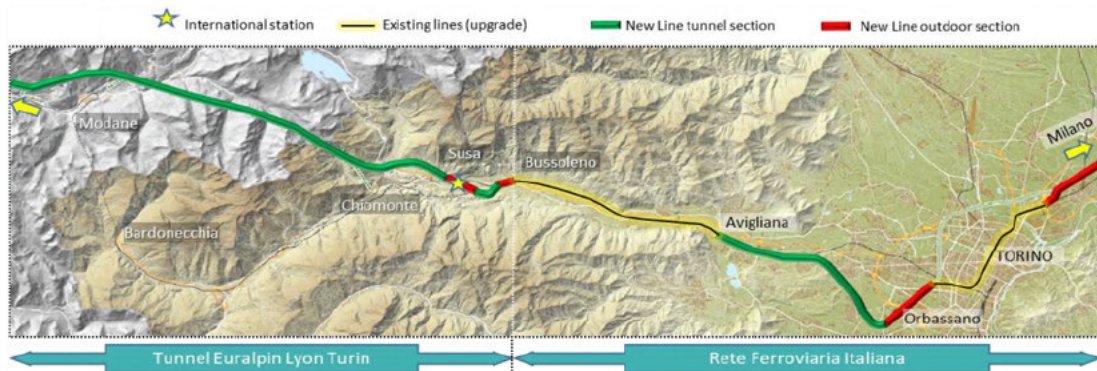 International station
Existing lines (upgrade)
New Line tunnel section
New Line outdoor section
Modane
Susa
Bussoleno
Milano
Chiomonte
Avigliana
Bardonecchia
TORINO
Orbassano
Tunnel Euralpin Lyon Turin
Rete Ferroviaria Italiana